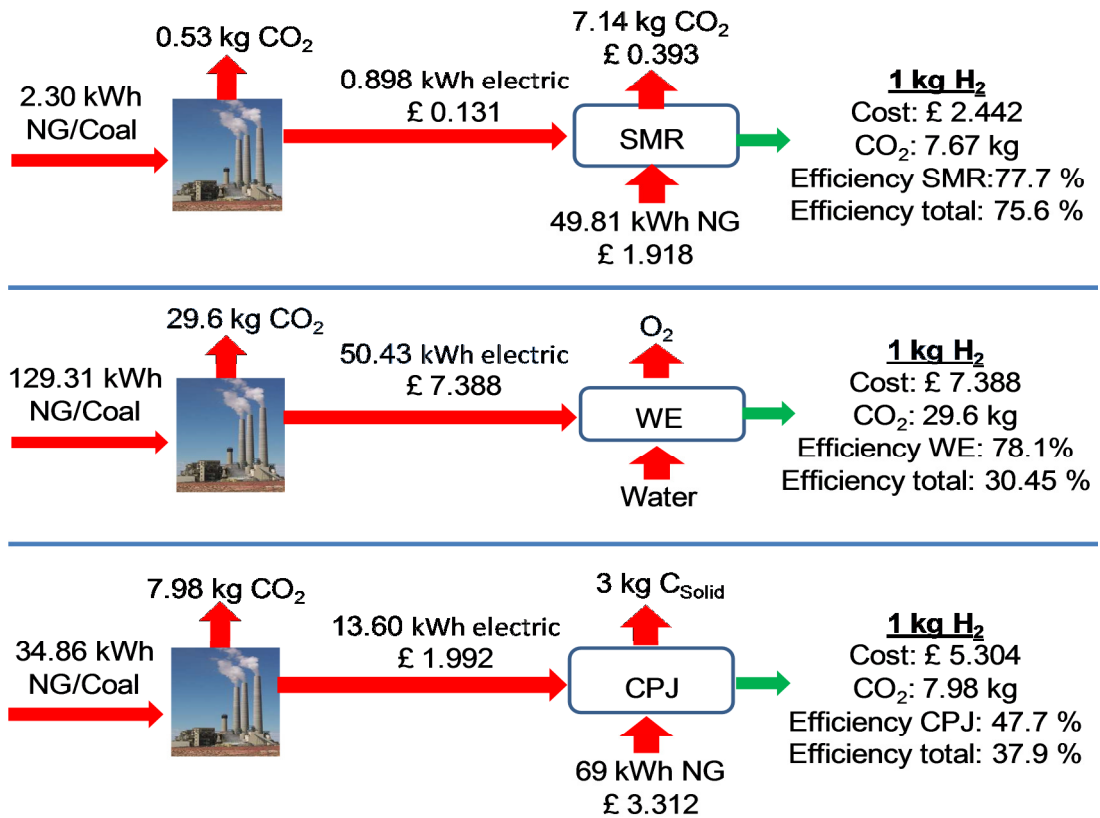 0.53 kg CO₂
2.30 kWh
NG/Coal
0.898 kWh electric
£ 0.131
7.14 kg CO₂
£ 0.393
SMR
49.81 kWh NG
£ 1.918
1 kg H₂
Cost: £ 2.442
CO₂: 7.67 kg
Efficiency SMR:77.7 %
Efficiency total: 75.6 %
29.6 kg CO₂
129.31 kWh
NG/Coal
50.43 kWh electric
£ 7.388
O₂
WE
Water
1 kg H₂
Cost: £ 7.388
CO₂: 29.6 kg
Efficiency WE: 78.1%
Efficiency total: 30.45 %
7.98 kg CO₂
34.86 kWh
NG/Coal
13.60 kWh electric
£ 1.992
3 kg C_Solid
CPJ
69 kWh NG
£ 3.312
1 kg H₂
Cost: £ 5.304
CO₂: 7.98 kg
Efficiency CPJ: 47.7 %
Efficiency total: 37.9 %